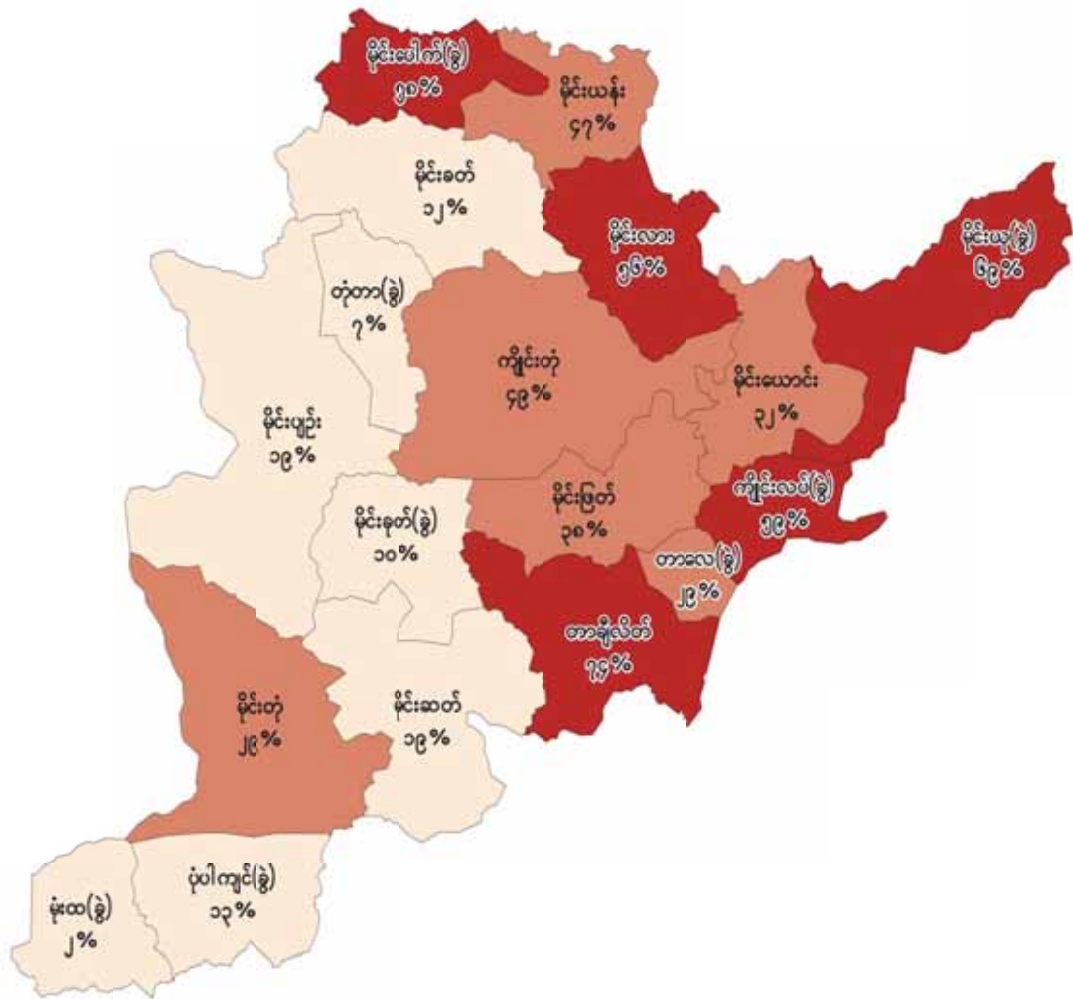 မိုင်းပေါက်(ခွဲ)
၅၈%
မိုင်းယန်း
၄၇%
မိုင်းခတ်
၁၂%
မိုင်းလား
၅၆%
မိုင်းယု(ခွဲ)
၆၉%
တုံတာ(ခွဲ)
၇%
ကျိုင်းတုံ
၄၉%
မိုင်းယောင်း
၃၂%
မိုင်းပျဉ်း
၁၉%
မိုင်းခုတ်(ခွဲ)
၁၀%
မိုင်းဖြတ်
၃၈%
ကျိုင်းလပ်(ခွဲ)
၅၉%
တာလေ(ခွဲ)
၂၉%
တာချီလိတ်
၇၄%
မိုင်းတုံ
၂၉%
မိုင်းဆတ်
၁၉%
ပုံပါကျင်(ခွဲ)
၁၃%
မုံးထ(ခွဲ)
၂%